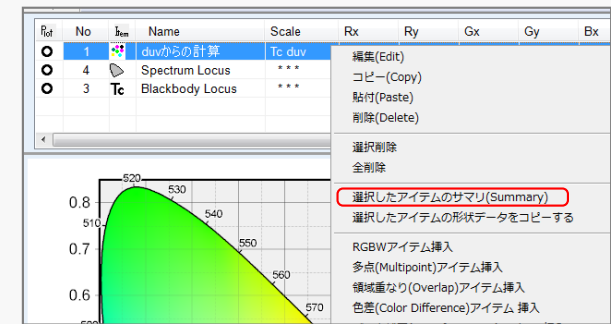 Plot No Item Name Scale Rx Ry Gx Gy Bx
1 duvからの計算 Tc duv
4 Spectrum Locus * * *
3 Tc Blackbody Locus * * *
編集(Edit)
コピー(Copy)
貼付(Paste)
削除(Delete)
選択削除
全削除
選択したアイテムのサマリ(Summary)
選択したアイテムの形状データをコピーする
RGBWアイテム挿入
多点(Multipoint)アイテム挿入
領域重なり(Overlap)アイテム挿入
色差(Color Difference)アイテム 挿入
520
530
0.8
510
540
0.7
550
560
0.6
570